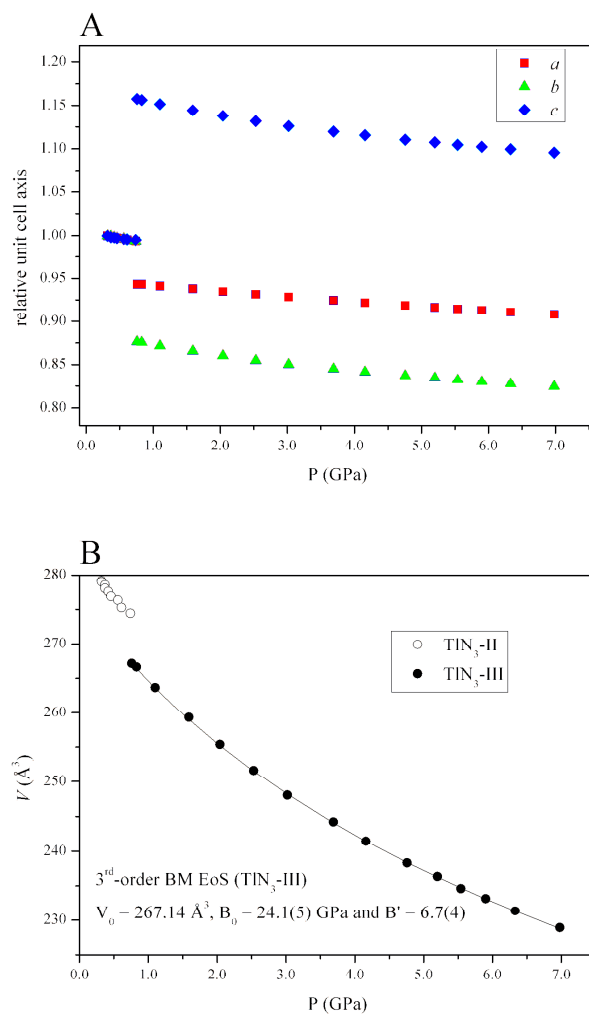 A
relative unit cell axis
1.20
1.15
1.10
1.05
1.00
0.95
0.90
0.85
0.80
a
b
c
0.0 1.0 2.0 3.0 4.0 5.0 6.0 7.0
P (GPa)
B
V (Å³)
280
270
260
250
240
230
TlN₃-II
TlN₃-III
3ʳᵈ-order BM EoS (TlN₃-III)
V₀ – 267.14 Å³, B₀ – 24.1(5) GPa and B' – 6.7(4)
0.0 1.0 2.0 3.0 4.0 5.0 6.0 7.0
P (GPa)